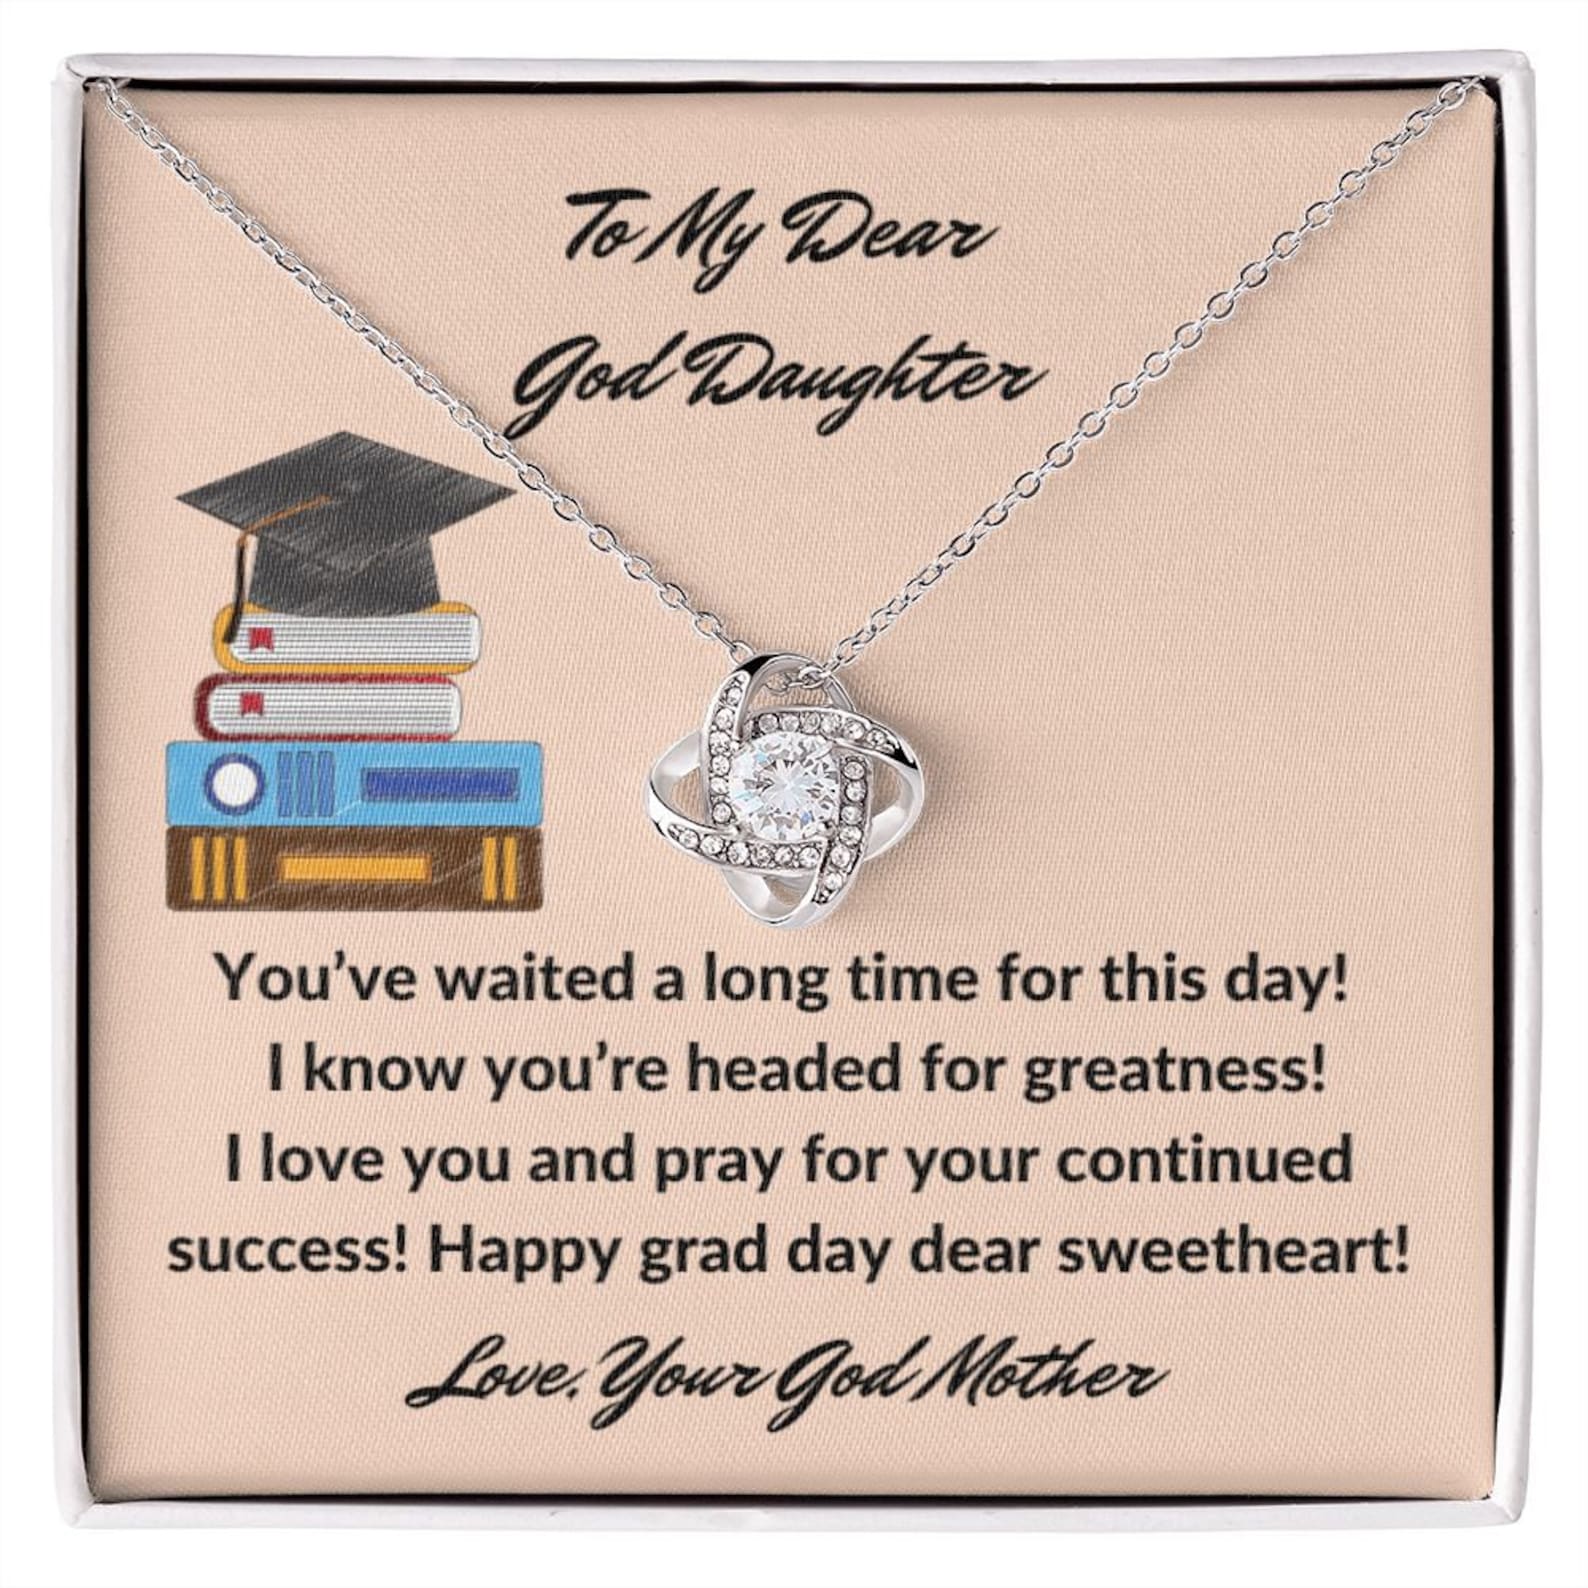 To My Dear
God Daughter
You’ve waited a long time for this day!
I know you’re headed for greatness!
I love you and pray for your continued
success! Happy grad day dear sweetheart!
Love, Your God Mother